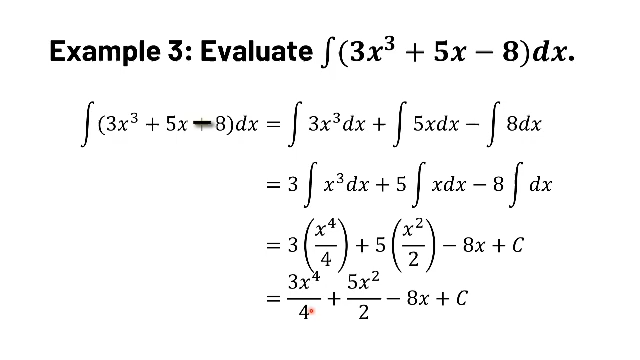 Example 3: Evaluate ∫(3x³ + 5x − 8)dx.
∫(3x³ + 5x − 8)dx = ∫ 3x³dx + ∫ 5xdx − ∫ 8dx
= 3 ∫ x³dx + 5 ∫ xdx − 8 ∫ dx
= 3(x⁴/4) + 5(x²/2) − 8x + C
= 3x⁴/4 + 5x²/2 − 8x + C